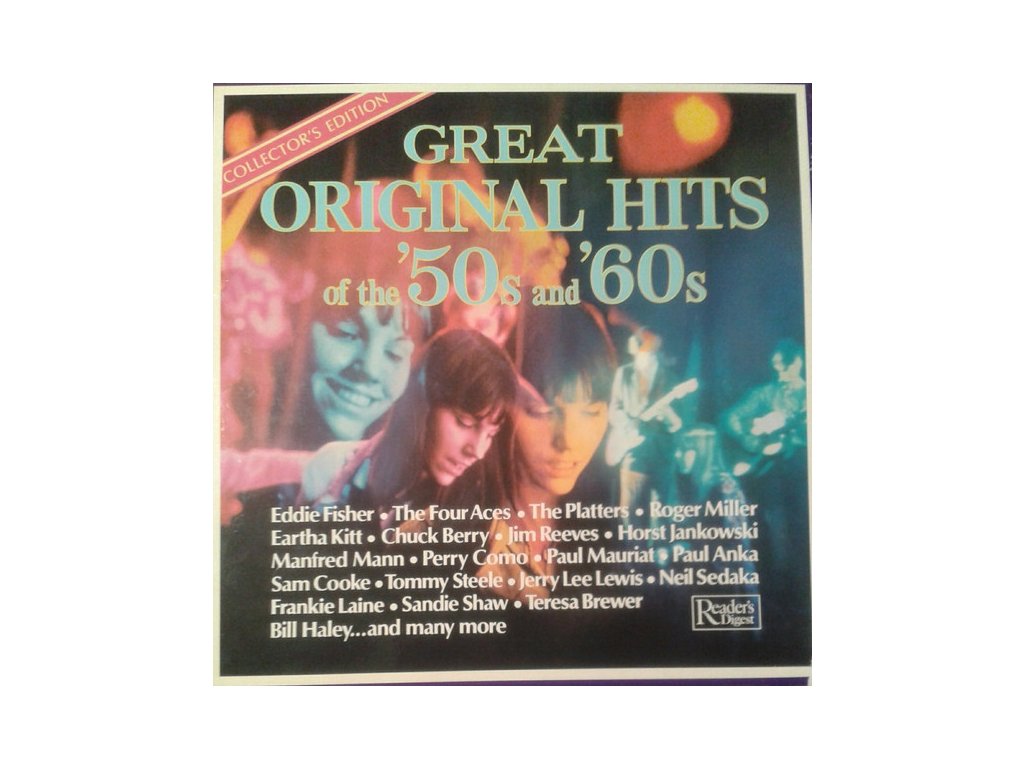 COLLECTOR'S EDITION
GREAT
ORIGINAL HITS
of the '50s and '60s
Eddie Fisher • The Four Aces • The Platters • Roger Miller
Eartha Kitt • Chuck Berry • Jim Reeves • Horst Jankowski
Manfred Mann • Perry Como • Paul Mauriat • Paul Anka
Sam Cooke • Tommy Steele • Jerry Lee Lewis • Neil Sedaka
Frankie Laine • Sandie Shaw • Teresa Brewer
Bill Haley...and many more
Reader's
Digest